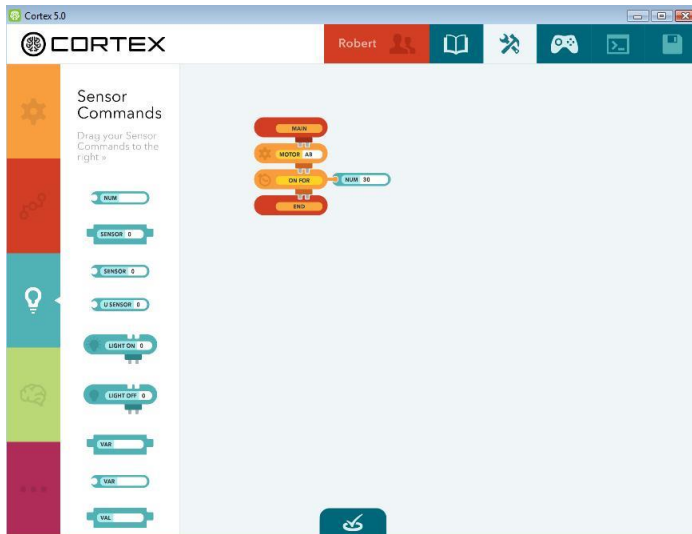 Cortex 5.0
CORTEX
Robert
Sensor
Commands
Drag your Sensor
Commands to the
right »
NUM
SENSOR 0
SENSOR 0
U SENSOR 0
LIGHT ON 0
LIGHT OFF 0
VAR
VAR
VAL
MAIN
MOTOR AB
ON FOR NUM 30
END